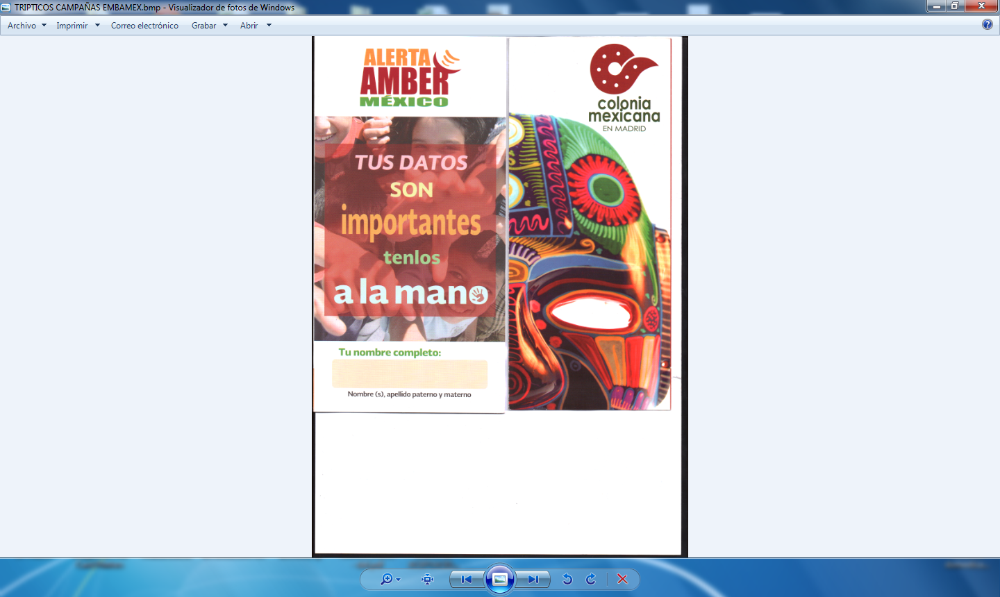 TRIPTICOS CAMPAÑAS EMBAMEX.bmp - Visualizador de fotos de Windows
Archivo Imprimir Correo electrónico Grabar Abrir
ALERTA
AMBER
MÉXICO
TUS DATOS
SON
importantes
tenlos
a la mano
Tu nombre completo:
Nombre (s), apellido paterno y materno
colonia
mexicana
EN MADRID